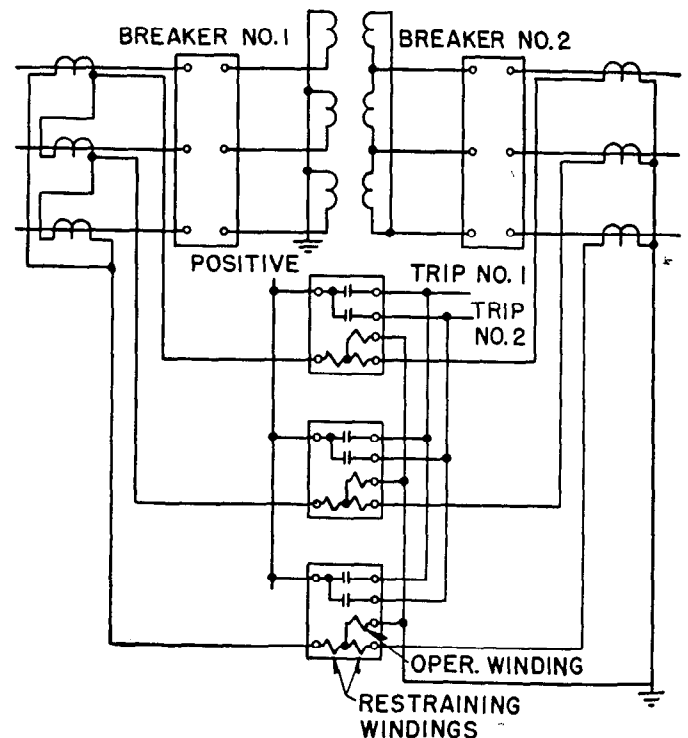 BREAKER NO.1
BREAKER NO.2
POSITIVE
TRIP NO.1
TRIP
NO.2
OPER. WINDING
RESTRAINING
WINDINGS